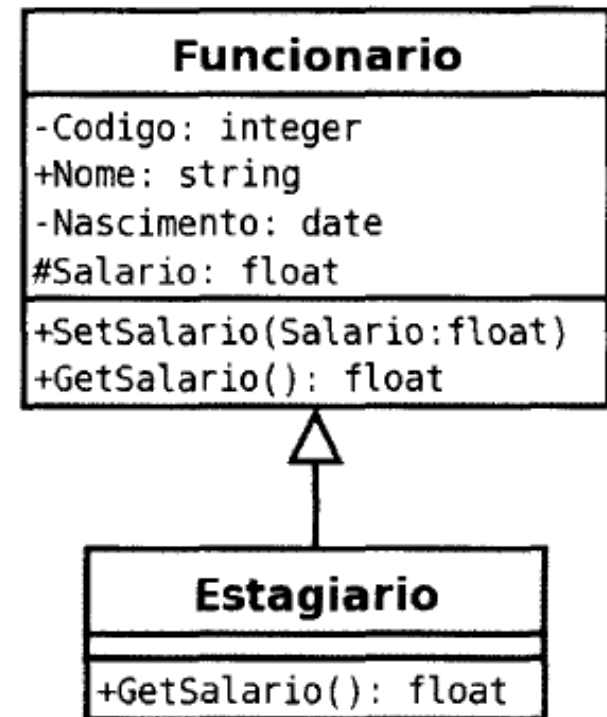 Funcionario
-Codigo: integer
+Nome: string
-Nascimento: date
#Salario: float
+SetSalario(Salario:float)
+GetSalario(): float
Estagiario
+GetSalario(): float